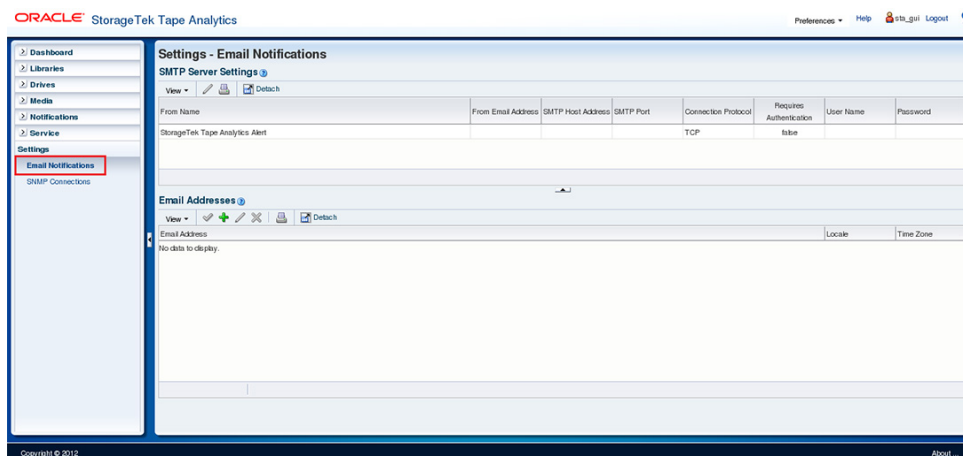 ORACLE StorageTek Tape Analytics
Preferences Help sta_gui Logout
Dashboard
Libraries
Drives
Media
Notifications
Service
Settings
Email Notifications
SNMP Connections
Settings - Email Notifications
SMTP Server Settings
View Detach
From Name From Email Address SMTP Host Address SMTP Port Connection Protocol Requires Authentication User Name Password
StorageTek Tape Analytics Alert TCP false
Email Addresses
View Detach
Email Address Locale Time Zone
No data to display.
Copyright © 2012 About ...